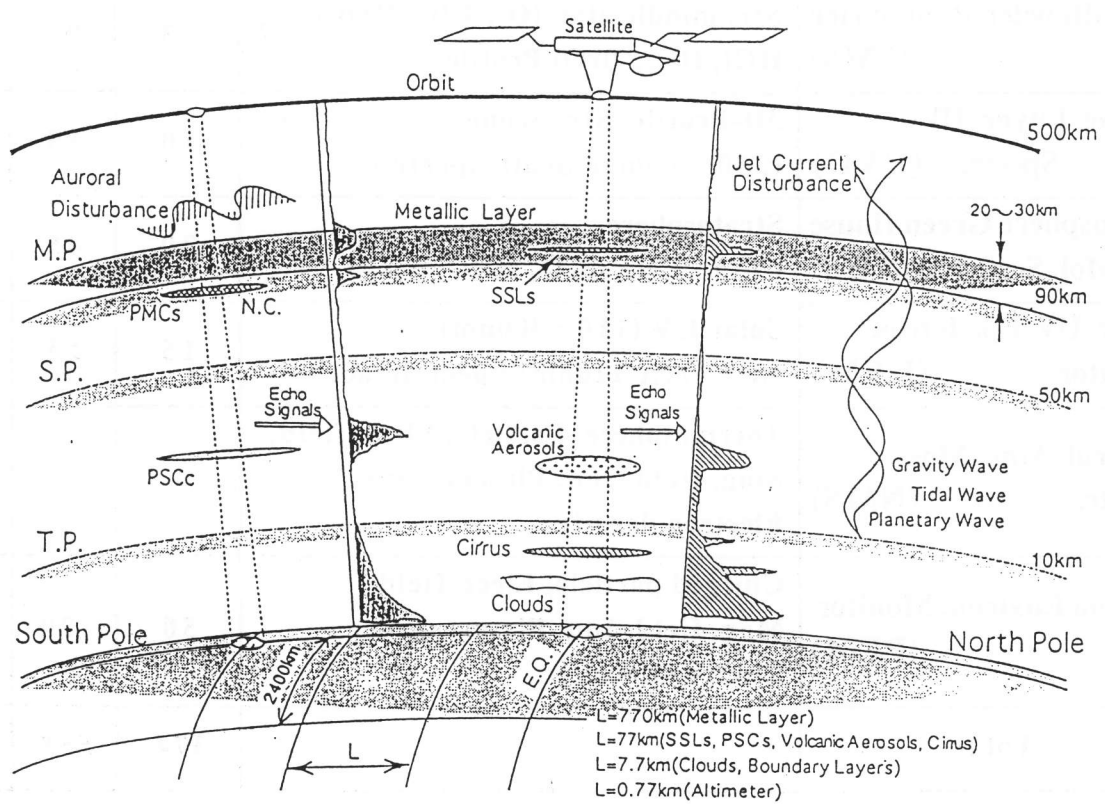 Satellite
Orbit
500km
Auroral
Disturbance
Jet Current
Disturbance
Metallic Layer
20～30km
M.P.
SSLs
90km
PMCs
N.C.
S.P.
50km
Echo
Signals
Echo
Signals
Volcanic
Aerosols
PSCc
Gravity Wave
Tidal Wave
Planetary Wave
T.P.
Cirrus
10km
Clouds
South Pole
North Pole
2400km
E.Q.
L
L=770km(Metallic Layer)
L=77km(SSLs, PSCs, Volcanic Aerosols, Cirrus)
L=7.7km(Clouds, Boundary Layers)
L=0.77km(Altimeter)